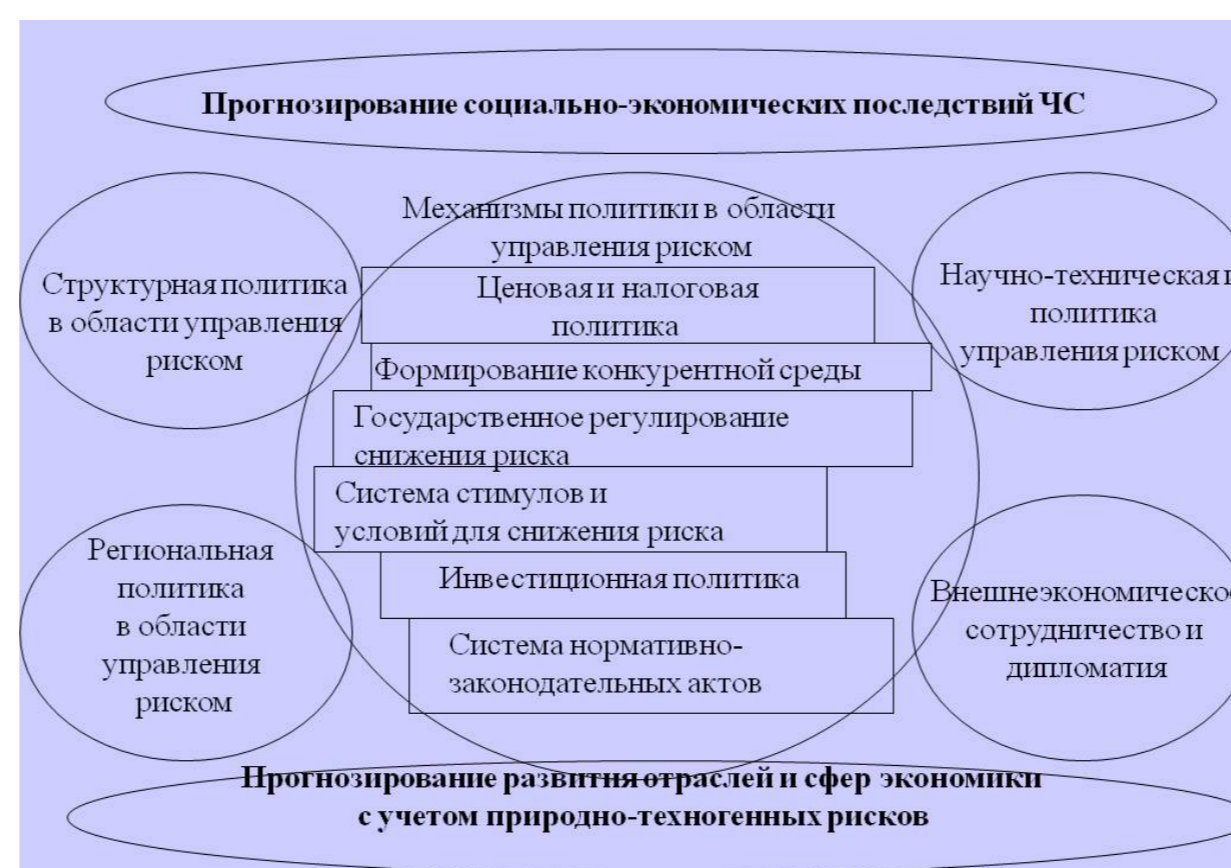 Прогнозирование социально-экономических последствий ЧС
Механизмы политики в области
управления риском
Структурная политика
в области управления
риском
Ценовая и налоговая
политика
Формирование конкурентной среды
Государственное регулирование
снижения риска
Система стимулов и
условий для снижения риска
Инвестиционная политика
Система нормативно-
законодательных актов
Научно-техническая и
политика
управления риском
Региональная
политика
в области
управления
риском
Внешнеэкономическое
сотрудничество и
дипломатия
Прогнозирование развития отраслей и сфер экономики
с учетом природно-техногенных рисков